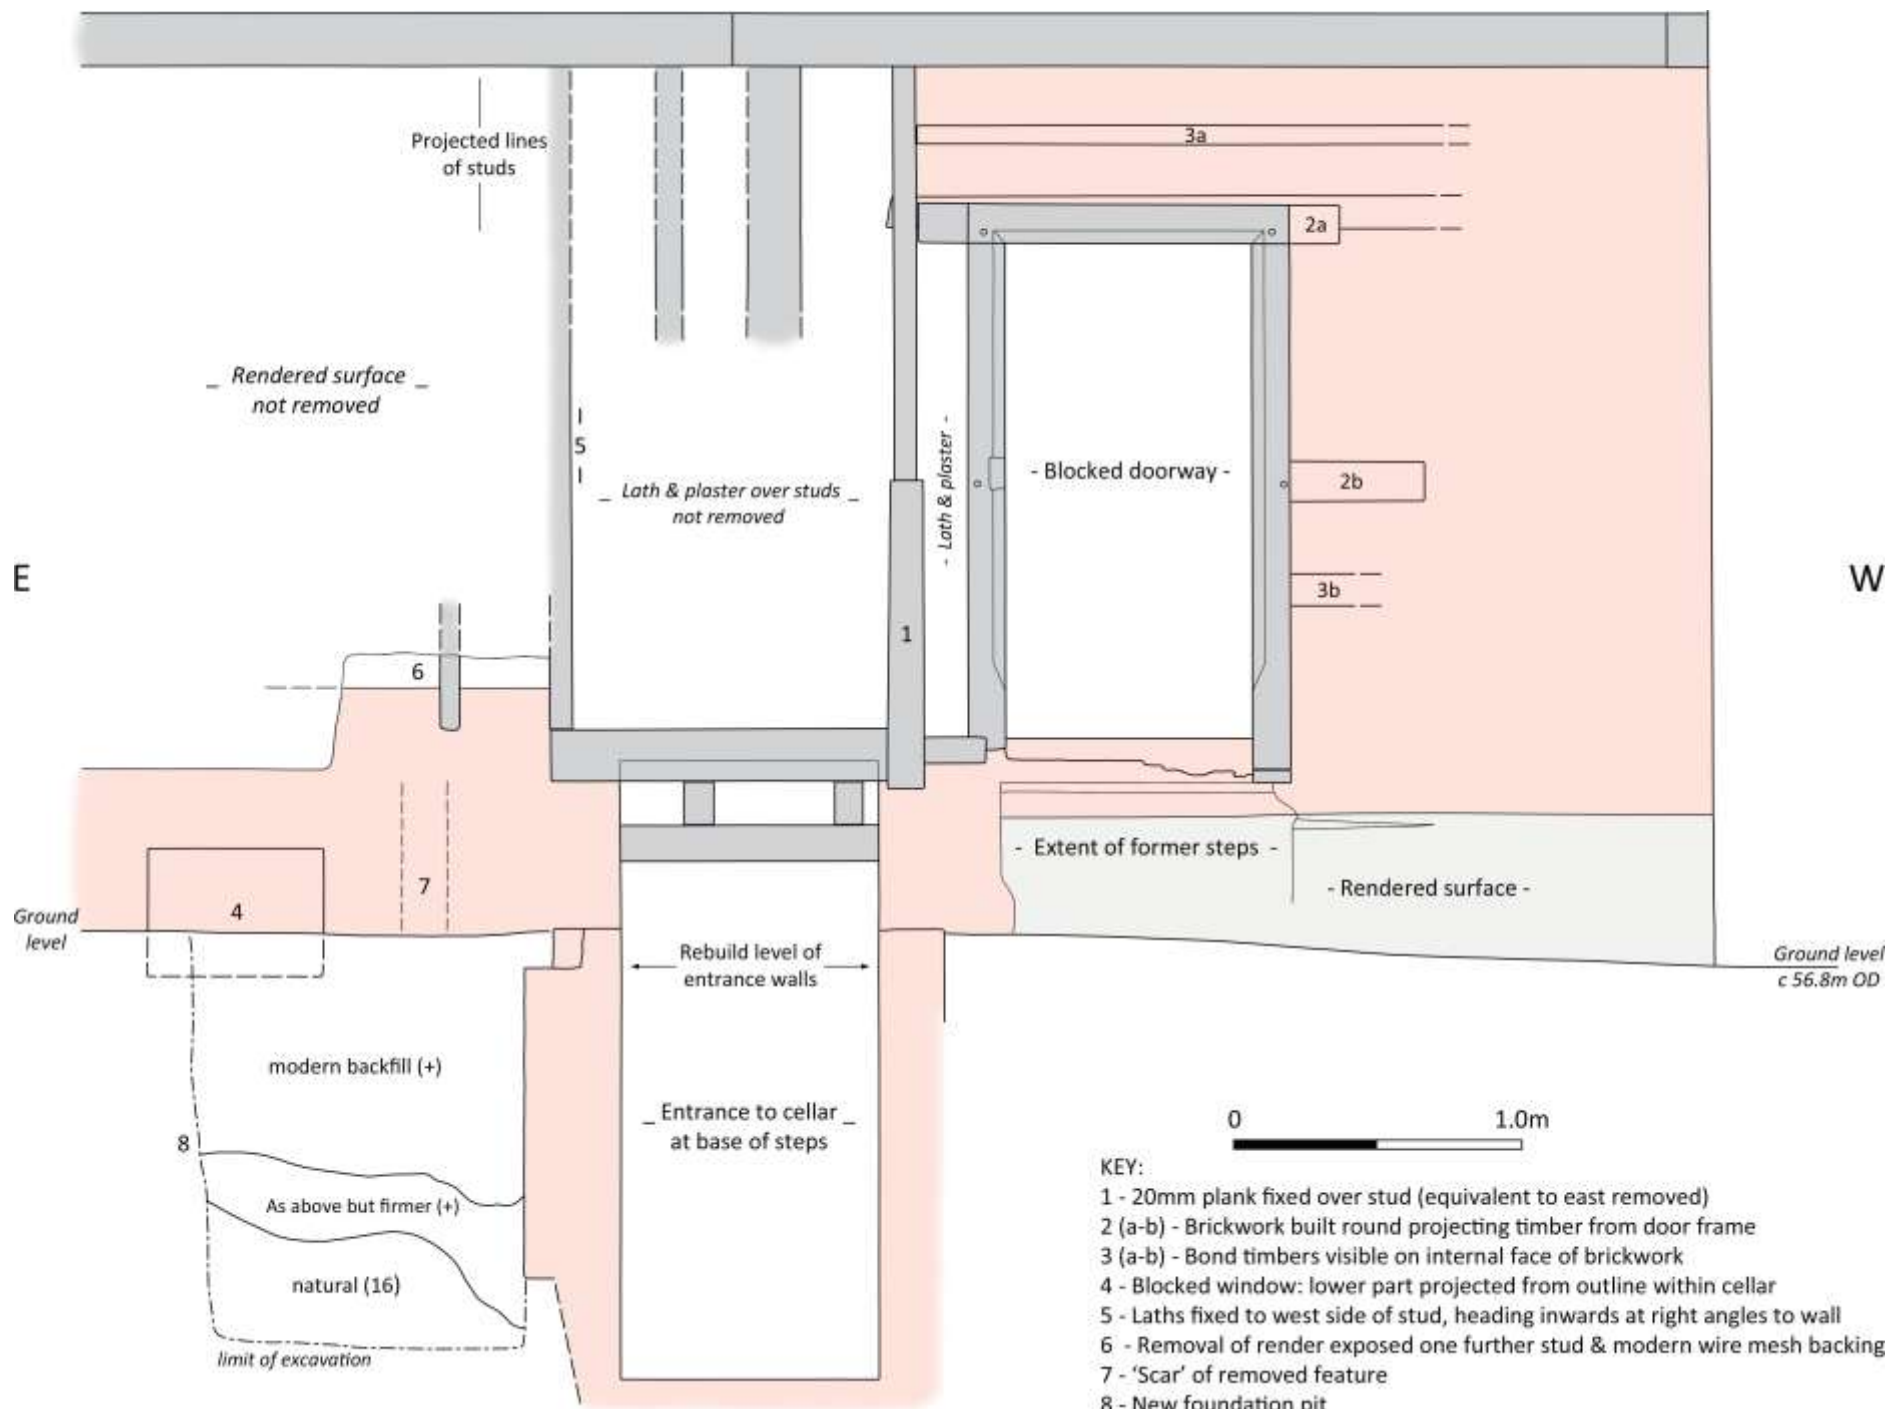 Projected lines
of studs
3a
2a
_ Rendered surface _
not removed
5
_ Lath & plaster over studs _
not removed
- Lath & plaster -
- Blocked doorway -
2b
E
W
3b
1
6
- Extent of former steps -
7
4
- Rendered surface -
Ground
level
Rebuild level of
entrance walls
Ground level
c 56.8m OD
modern backfill (+)
_ Entrance to cellar _
at base of steps
8
As above but firmer (+)
natural (16)
limit of excavation
0 1.0m
KEY:
1 - 20mm plank fixed over stud (equivalent to east removed)
2 (a-b) - Brickwork built round projecting timber from door frame
3 (a-b) - Bond timbers visible on internal face of brickwork
4 - Blocked window: lower part projected from outline within cellar
5 - Laths fixed to west side of stud, heading inwards at right angles to wall
6 - Removal of render exposed one further stud & modern wire mesh backing
7 - ‘Scar’ of removed feature
8 - New foundation pit